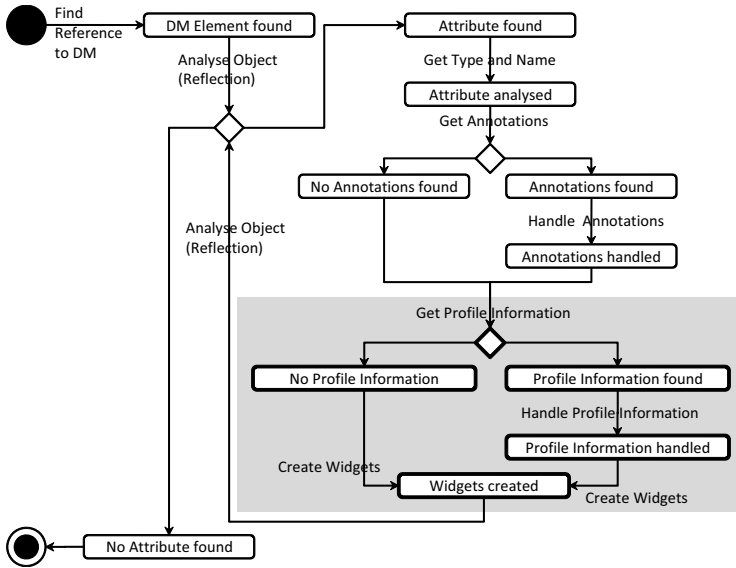 Find
Reference
to DM
DM Element found
Attribute found
Analyse Object
(Reflection)
Get Type and Name
Attribute analysed
Get Annotations
No Annotations found
Annotations found
Analyse Object
(Reflection)
Handle Annotations
Annotations handled
Get Profile Information
No Profile Information
Profile Information found
Handle Profile Information
Profile Information handled
Create Widgets
Widgets created
Create Widgets
No Attribute found